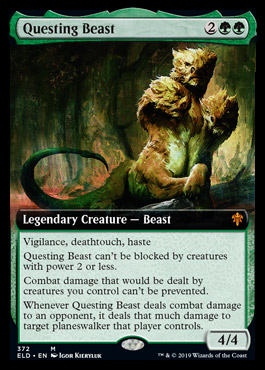 Questing Beast 2
Legendary Creature — Beast
Vigilance, deathtouch, haste
Questing Beast can't be blocked by creatures
with power 2 or less.
Combat damage that would be dealt by
creatures you control can't be prevented.
Whenever Questing Beast deals combat damage
to an opponent, it deals that much damage to
target planeswalker that player controls.
4/4
372 M
ELD • EN Igor Kieryluk ™ & © 2019 Wizards of the Coast